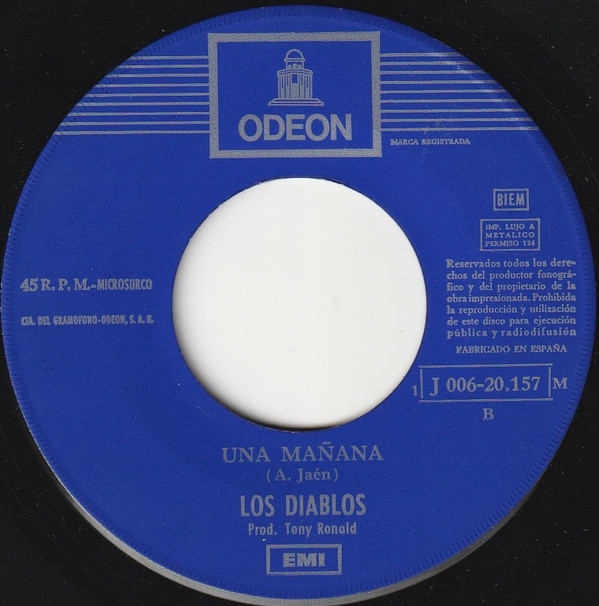 ODEON
MARCA REGISTRADA
BIEM
IMP. LUJO A
METALICO
PERMISO 124
45 R. P. M.-MICROSURCO
CIA. DEL GRAMOFONO-ODEON, S. A. E.
Reservados todos los dere-
chos del productor fonográ-
fico y del propietario de la
obra impresionada. Prohibida
la reproducción y utilización
de este disco para ejecución
pública y radiodifusión
FABRICADO EN ESPAÑA
1 J 006-20.157 M
B
UNA MAÑANA
(A. Jaén)
LOS DIABLOS
Prod. Tony Ronald
EMI